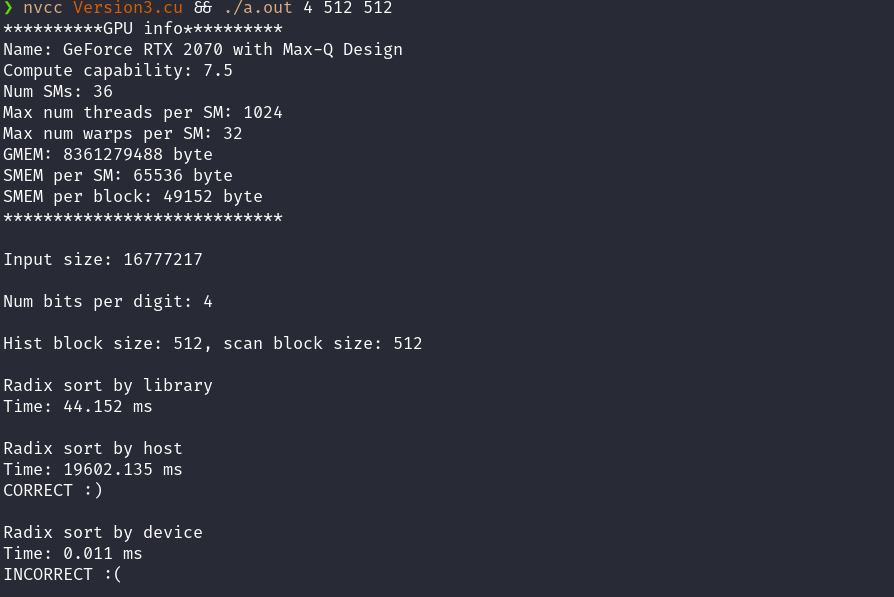 ❯ nvcc Version3.cu && ./a.out 4 512 512
**********GPU info**********
Name: GeForce RTX 2070 with Max-Q Design
Compute capability: 7.5
Num SMs: 36
Max num threads per SM: 1024
Max num warps per SM: 32
GMEM: 8361279488 byte
SMEM per SM: 65536 byte
SMEM per block: 49152 byte
****************************
Input size: 16777217
Num bits per digit: 4
Hist block size: 512, scan block size: 512
Radix sort by library
Time: 44.152 ms
Radix sort by host
Time: 19602.135 ms
CORRECT :)
Radix sort by device
Time: 0.011 ms
INCORRECT :(